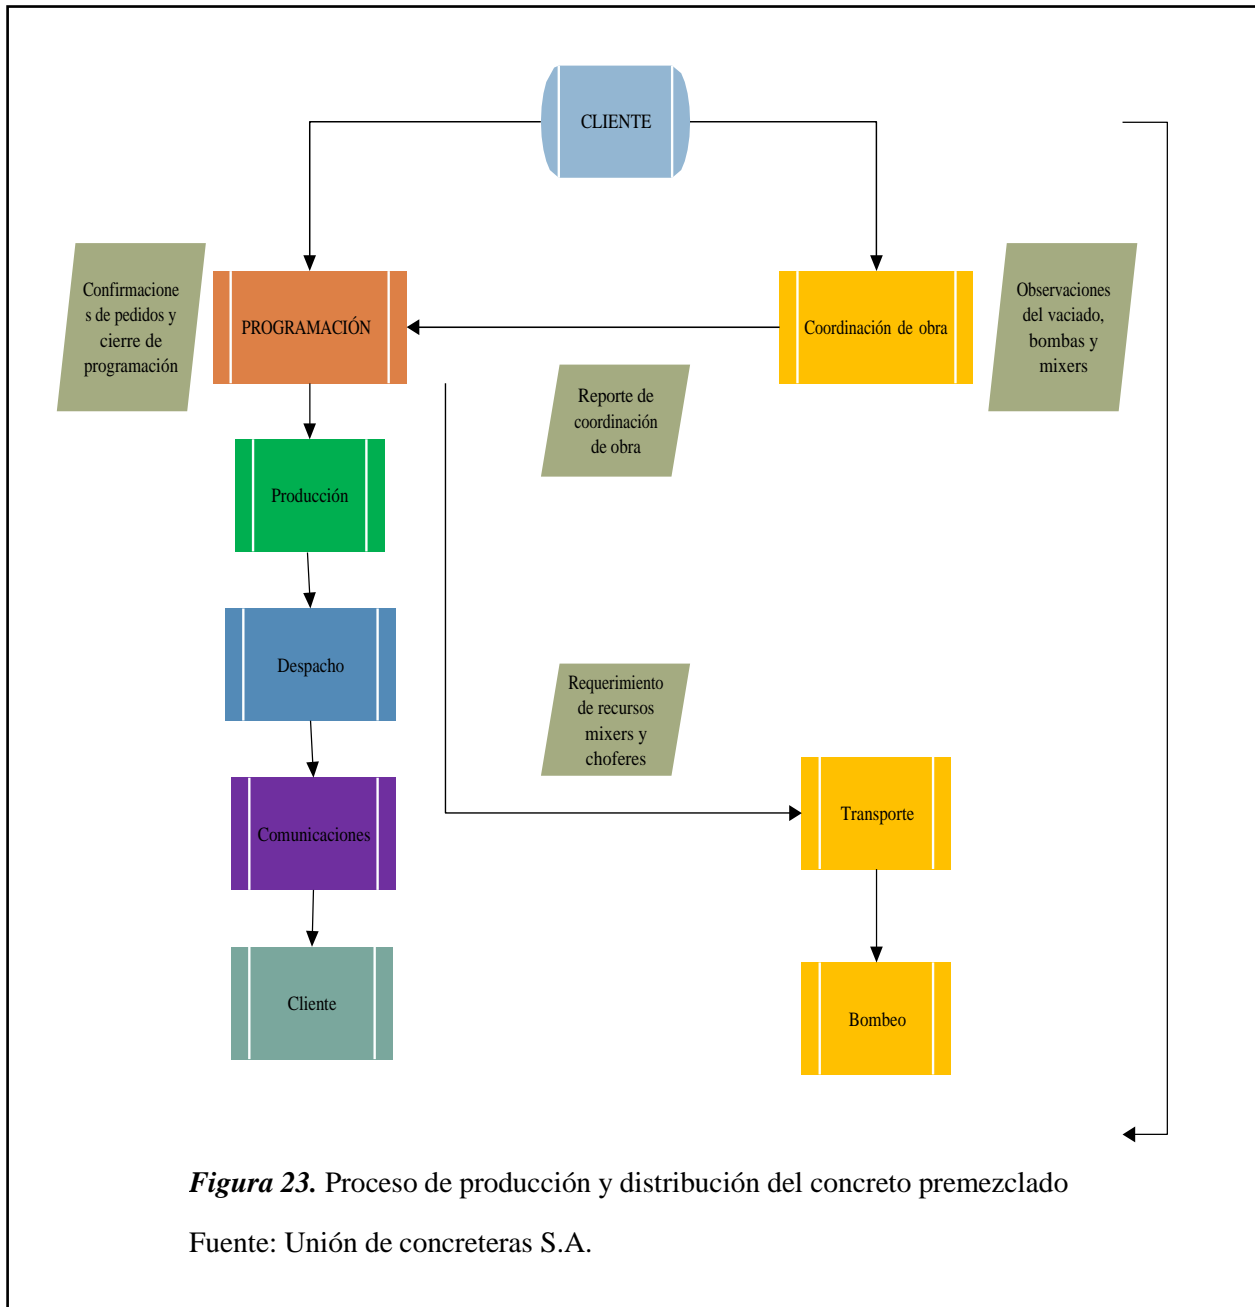 CLIENTE
Confirmacione
s de pedidos y
cierre de
programación
PROGRAMACIÓN
Coordinación de obra
Observaciones
del vaciado,
bombas y
mixers
Reporte de
coordinación
de obra
Producción
Despacho
Requerimiento
de recursos
mixers y
choferes
Transporte
Comunicaciones
Cliente
Bombeo
Figura 23. Proceso de producción y distribución del concreto premezclado
Fuente: Unión de concreteras S.A.